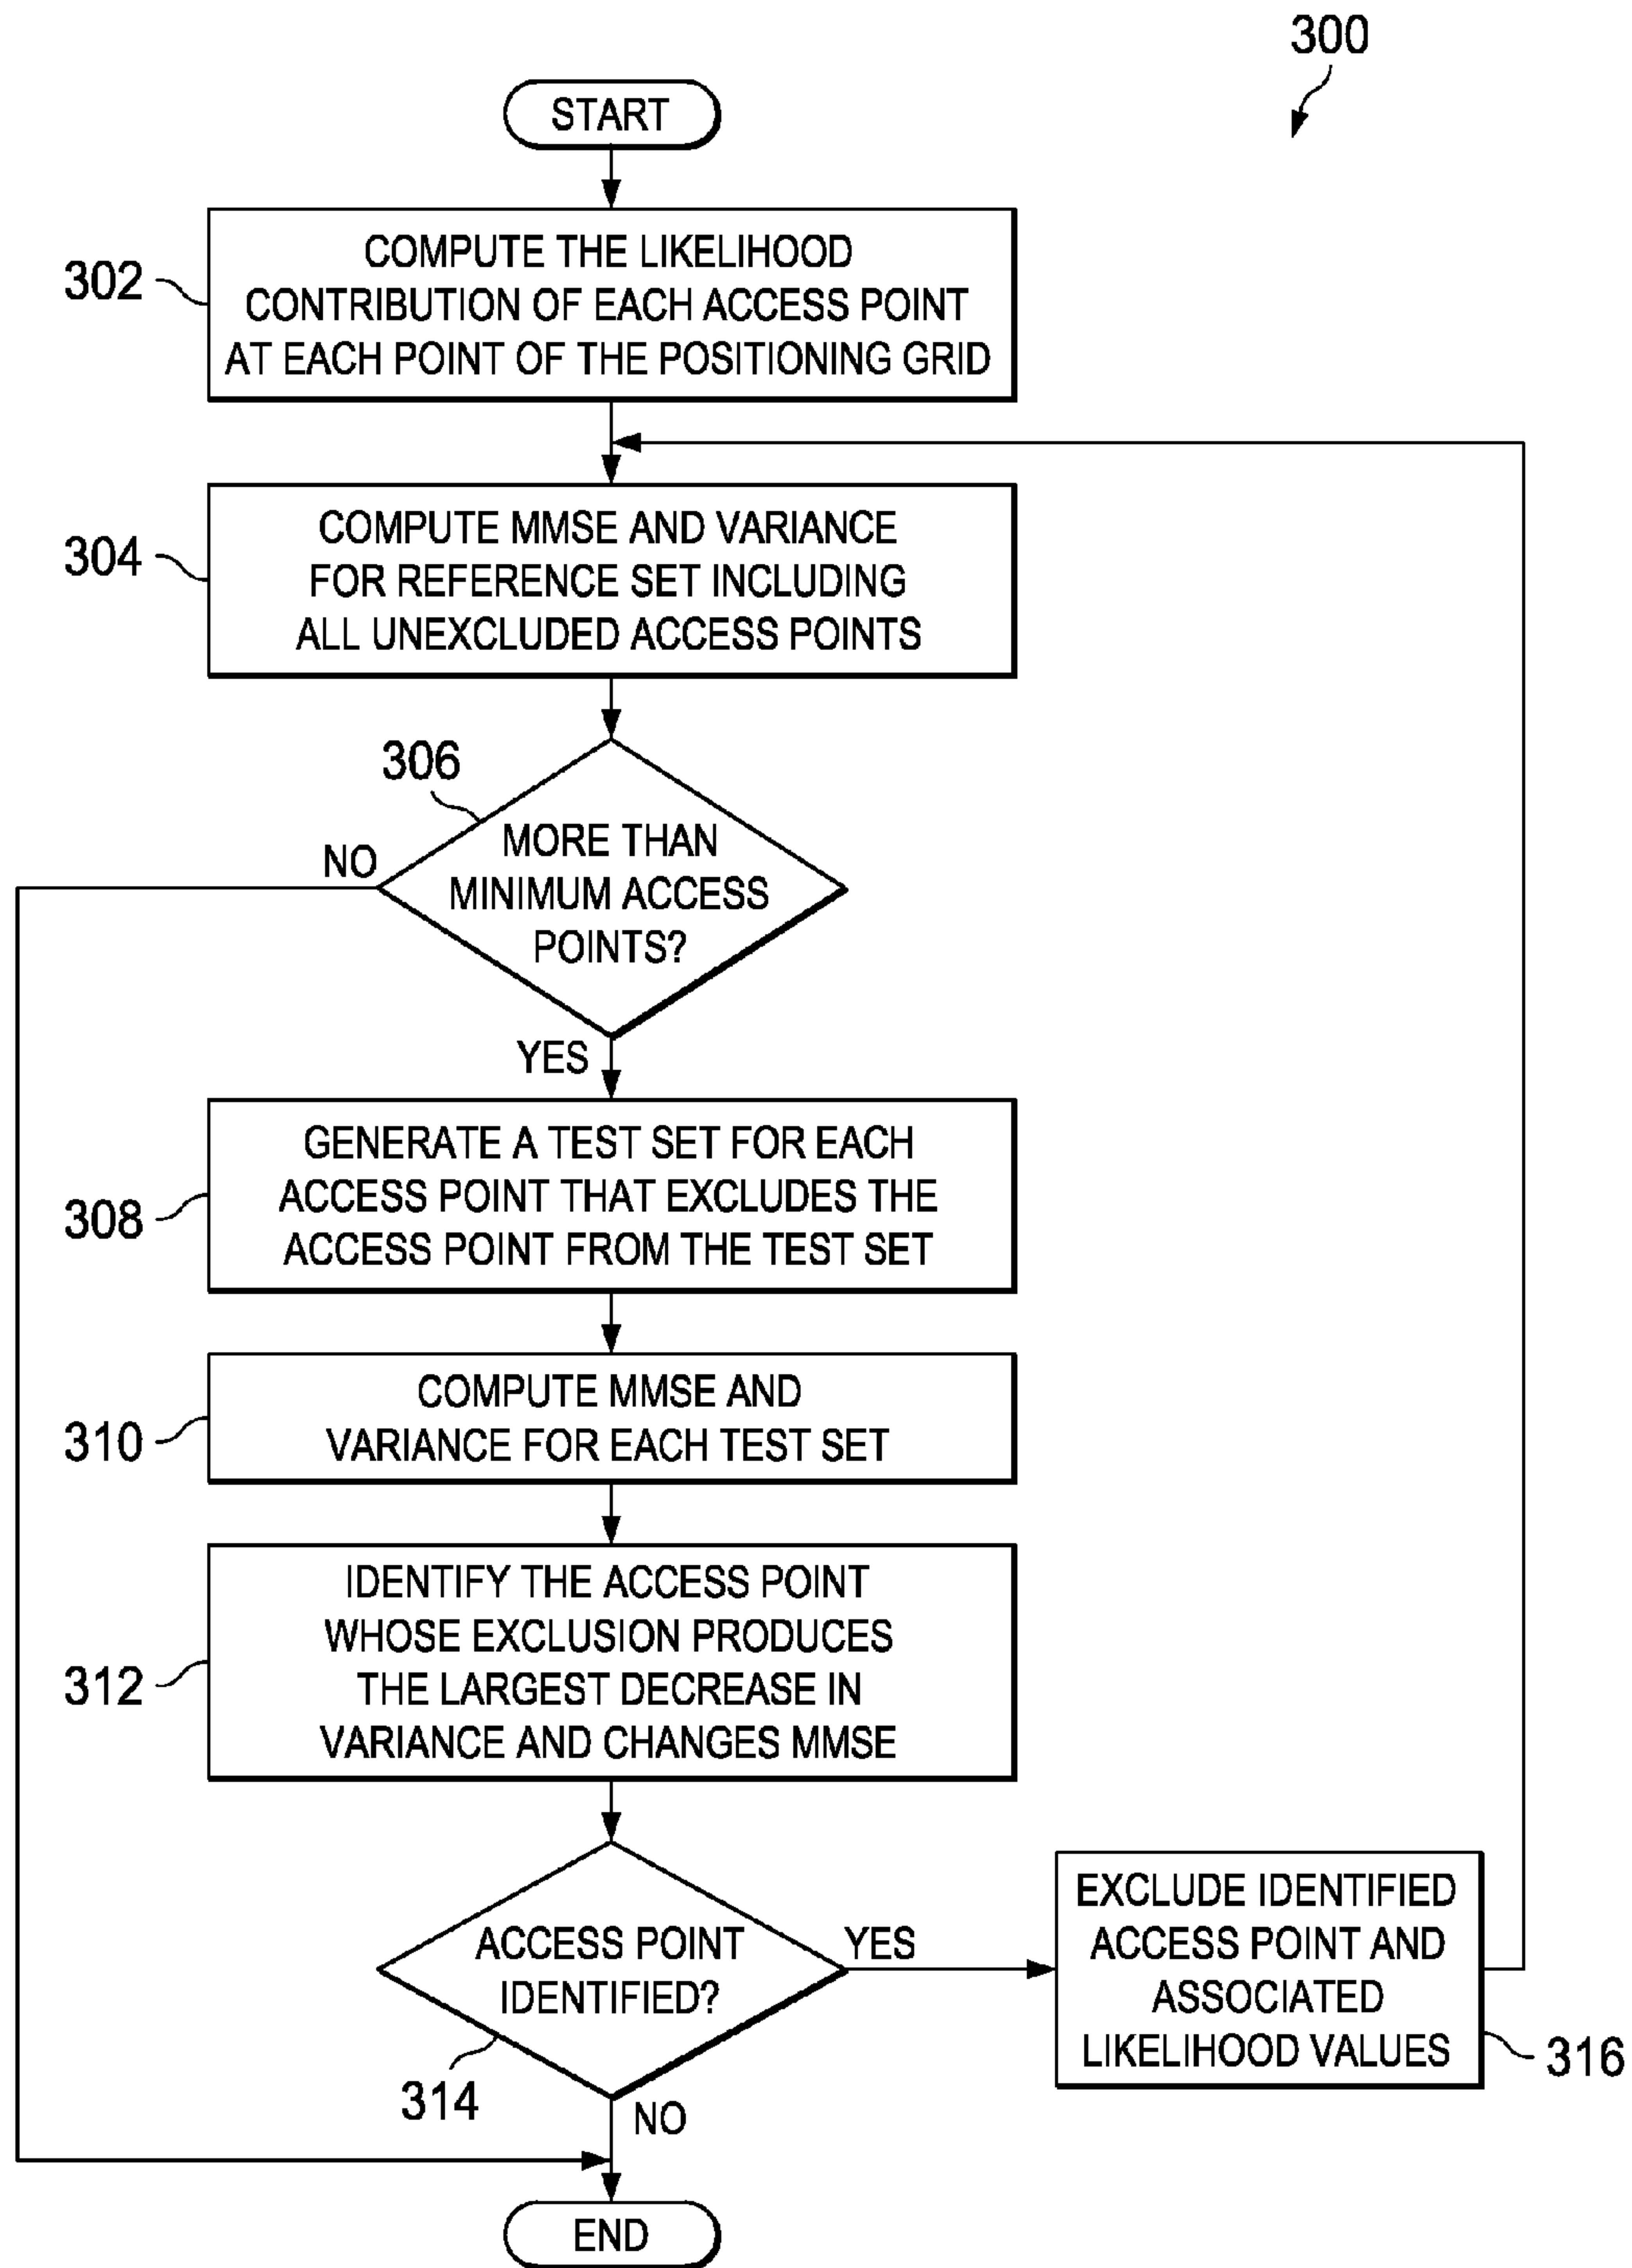 300
START
302
COMPUTE THE LIKELIHOOD
CONTRIBUTION OF EACH ACCESS POINT
AT EACH POINT OF THE POSITIONING GRID
304
COMPUTE MMSE AND VARIANCE
FOR REFERENCE SET INCLUDING
ALL UNEXCLUDED ACCESS POINTS
306
NO
MORE THAN
MINIMUM ACCESS
POINTS?
YES
308
GENERATE A TEST SET FOR EACH
ACCESS POINT THAT EXCLUDES THE
ACCESS POINT FROM THE TEST SET
310
COMPUTE MMSE AND
VARIANCE FOR EACH TEST SET
312
IDENTIFY THE ACCESS POINT
WHOSE EXCLUSION PRODUCES
THE LARGEST DECREASE IN
VARIANCE AND CHANGES MMSE
ACCESS POINT
IDENTIFIED?
314
YES
NO
EXCLUDE IDENTIFIED
ACCESS POINT AND
ASSOCIATED
LIKELIHOOD VALUES
316
END